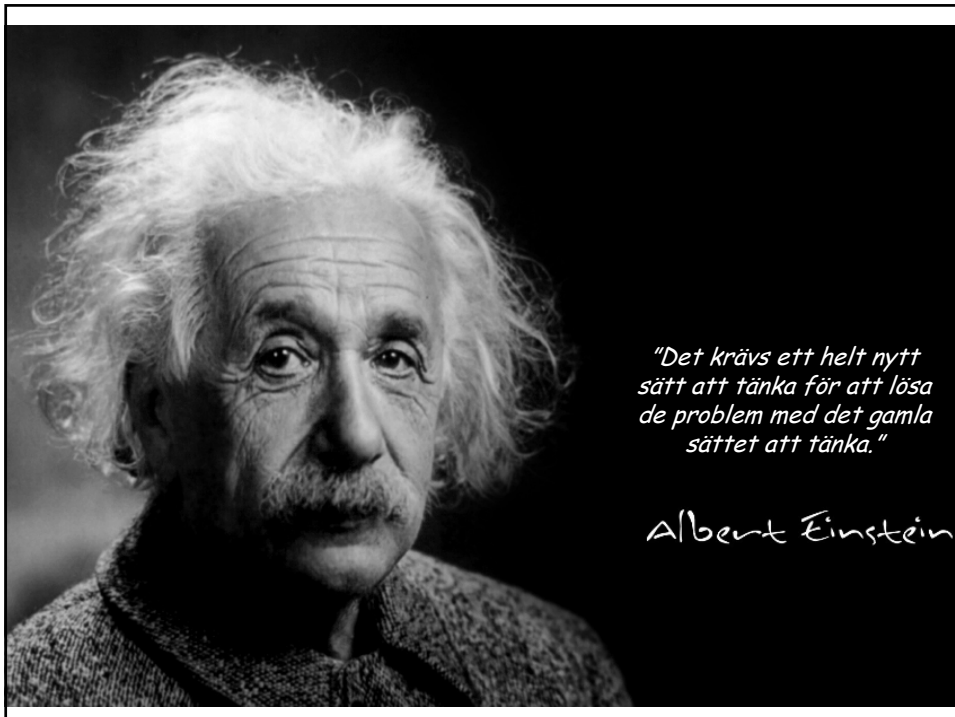 "Det krävs ett helt nytt
sätt att tänka för att lösa
de problem med det gamla
sättet att tänka."
Albert Einstein